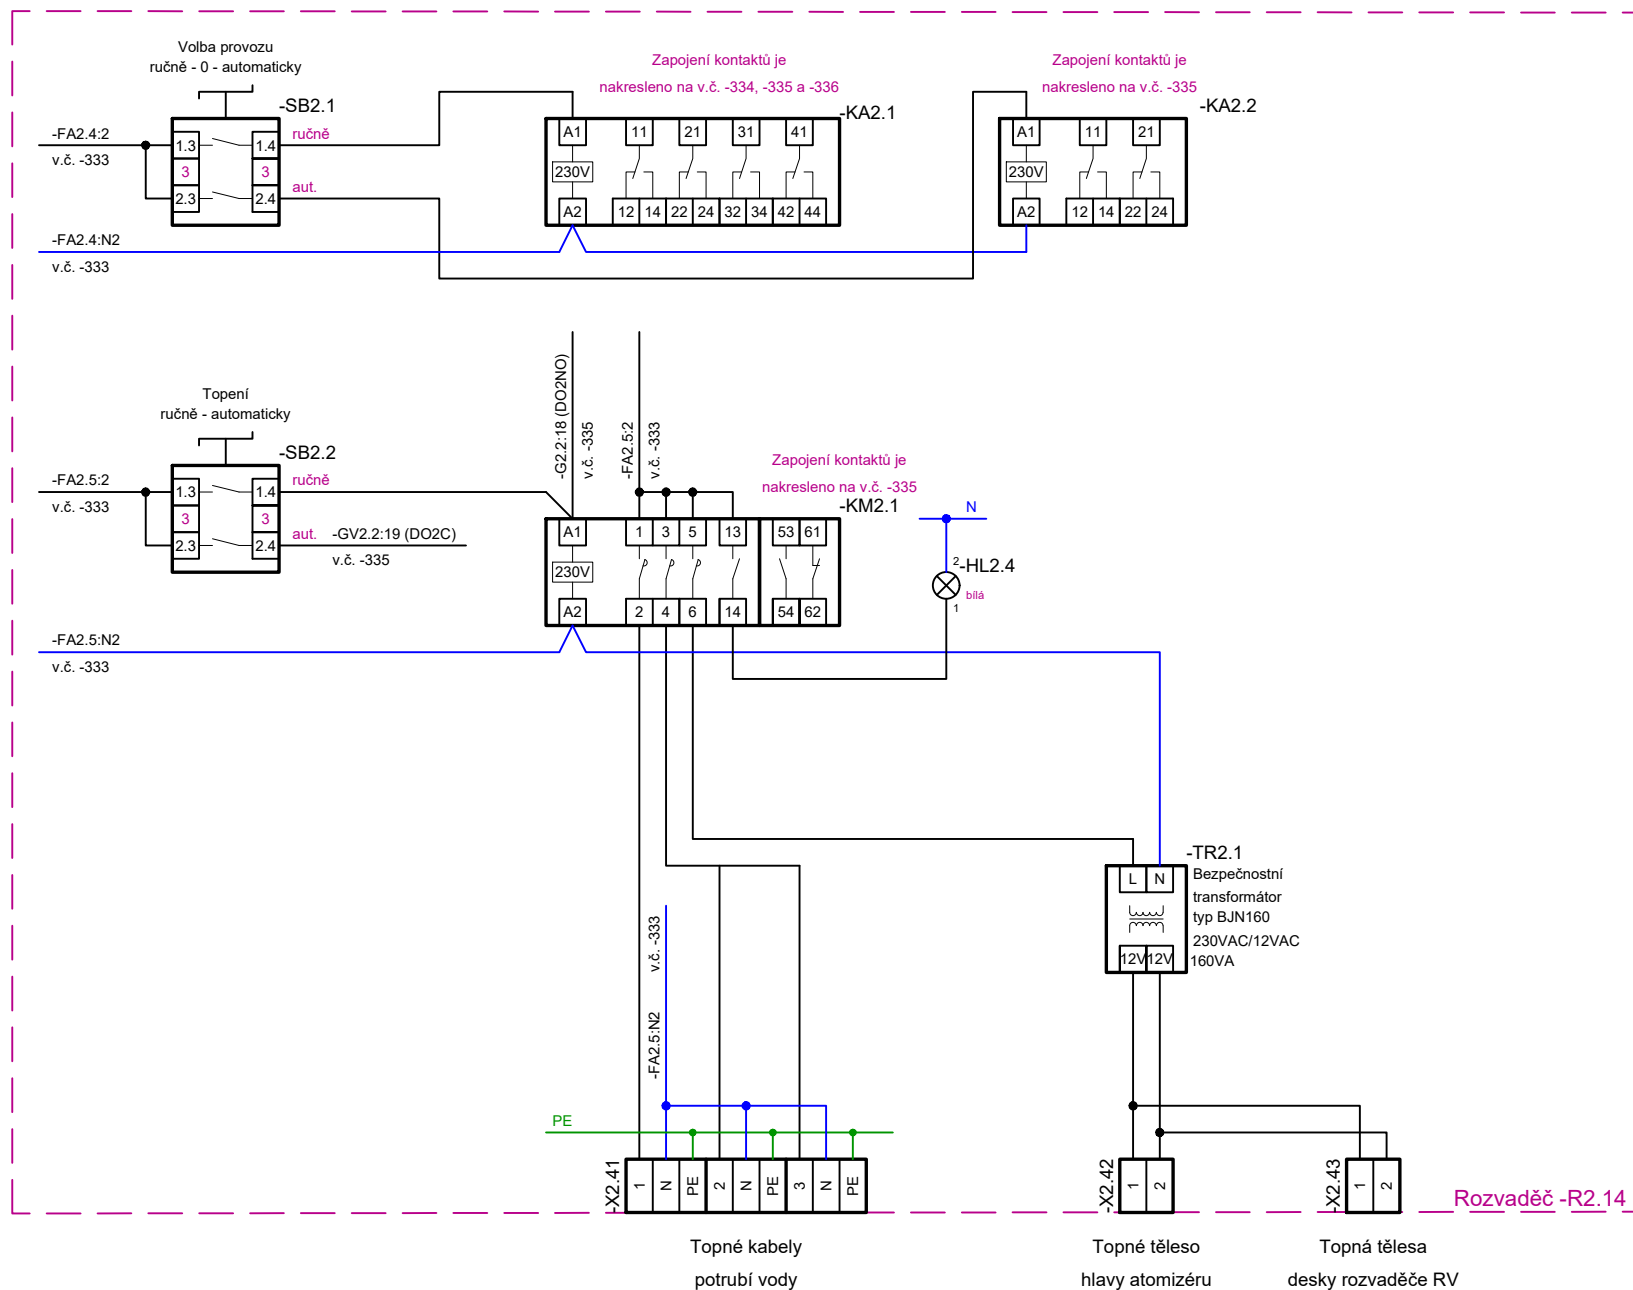 Volba provozu
ručně - 0 - automaticky
-SB2.1
-FA2.4:2
v.č. -333
1.3
1.4
3
3
2.3
2.4
ručně
aut.
-FA2.4:N2
v.č. -333
Zapojení kontaktů je
nakresleno na v.č. -334, -335 a -336
-KA2.1
A1
11
21
31
41
230V
A2
12
14
22
24
32
34
42
44
Zapojení kontaktů je
nakresleno na v.č. -335
-KA2.2
A1
11
21
230V
A2
12
14
22
24
Topení
ručně - automaticky
-SB2.2
-FA2.5:2
v.č. -333
1.3
1.4
3
3
2.3
2.4
ručně
aut.
-GV2.2:19 (DO2C)
v.č. -335
-FA2.5:N2
v.č. -333
-G2.2:18 (DO2NO)
v.č. -335
-FA2.5:2
v.č. -333
Zapojení kontaktů je
nakresleno na v.č. -335
-KM2.1
A1
1
3
5
13
53
61
230V
A2
2
4
6
14
54
62
N
2
-HL2.4
bílá
1
-TR2.1
L
N
12V
12V
Bezpečnostní
transformátor
typ BJN160
230VAC/12VAC
160VA
v.č. -333
-FA2.5:N2
PE
-X2.41
1
N
PE
2
N
PE
3
N
PE
-X2.42
1
2
-X2.43
1
2
Rozvaděč -R2.14
Topné kabely
potrubí vody
Topné těleso
hlavy atomizéru
Topná tělesa
desky rozvaděče RV